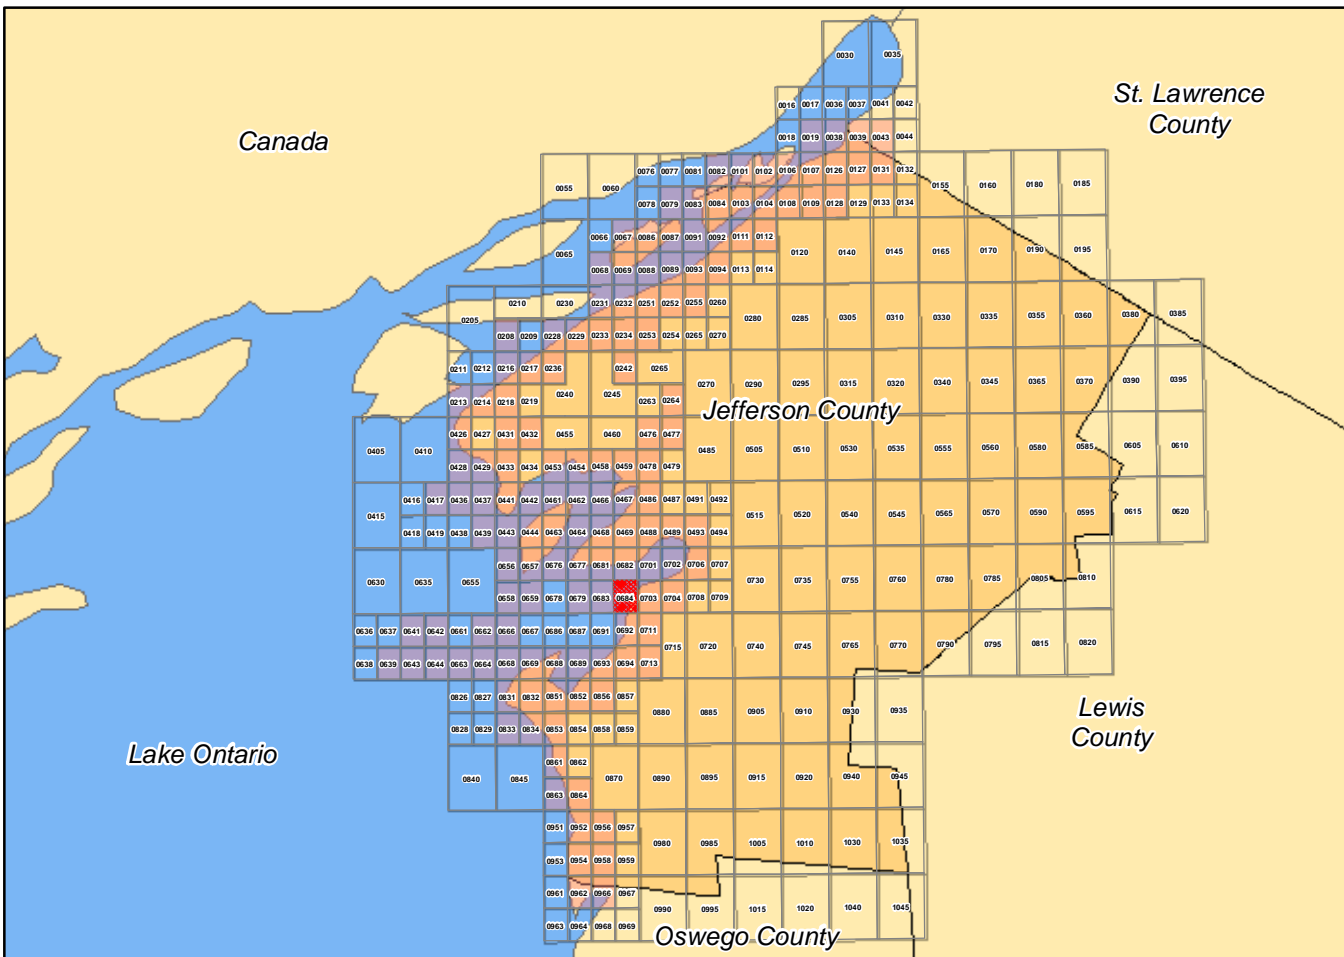 0030 0035
St. Lawrence
County
0016 0017 0036 0037 0041 0042
Canada
0018 0019 0038 0039 0043 0044
0076 0077 0081 0082 0101 0102 0106 0107 0126 0127 0131 0132
0055 0060 0155 0160 0180 0185
0078 0079 0083 0084 0103 0104 0108 0109 0128 0129 0133 0134
0066 0067 0086 0087 0091 0092 0111 0112
0065 0120 0140 0145 0165 0170 0190 0195
0068 0069 0088 0089 0093 0094 0113 0114
0210 0230 0231 0232 0251 0252 0255 0260
0205 0280 0285 0305 0310 0330 0335 0355 0360 0380 0385
0208 0209 0228 0229 0233 0234 0253 0254 0265 0270
0211 0212 0216 0217 0236 0242 0265
0270 0290 0295 0315 0320 0340 0345 0365 0370 0390 0395
0213 0214 0218 0219 0240 0245 0263 0264
Jefferson County
0426 0427 0431 0432 0455 0460 0476 0477
0405 0410 0485 0505 0510 0530 0535 0555 0560 0580 0585 0605 0610
0428 0429 0433 0434 0453 0454 0458 0459 0478 0479
0416 0417 0436 0437 0441 0442 0461 0462 0466 0467 0486 0487 0491 0492
0415 0515 0520 0540 0545 0565 0570 0590 0595 0615 0620
0418 0419 0438 0439 0443 0444 0463 0464 0468 0469 0488 0489 0493 0494
0656 0657 0676 0677 0681 0682 0701 0702 0706 0707
0630 0635 0655 0730 0735 0755 0760 0780 0785 0805 0810
0658 0659 0678 0679 0683 0684 0703 0704 0708 0709
0636 0637 0641 0642 0661 0662 0666 0667 0686 0687 0691 0692 0711
0715 0720 0740 0745 0765 0770 0790 0795 0815 0820
0638 0639 0643 0644 0663 0664 0668 0669 0688 0689 0693 0694 0713
0826 0827 0831 0832 0851 0852 0856 0857
Lewis
County
0880 0885 0905 0910 0930 0935
0828 0829 0833 0834 0853 0854 0858 0859
Lake Ontario
0861 0862
0840 0845 0870 0890 0895 0915 0920 0940 0945
0863 0864
0951 0952 0956 0957
0980 0985 1005 1010 1030 1035
0953 0954 0958 0959
0961 0962 0966 0967
0990 0995 1015 1020 1040 1045
0963 0964 0968 0969
Oswego County